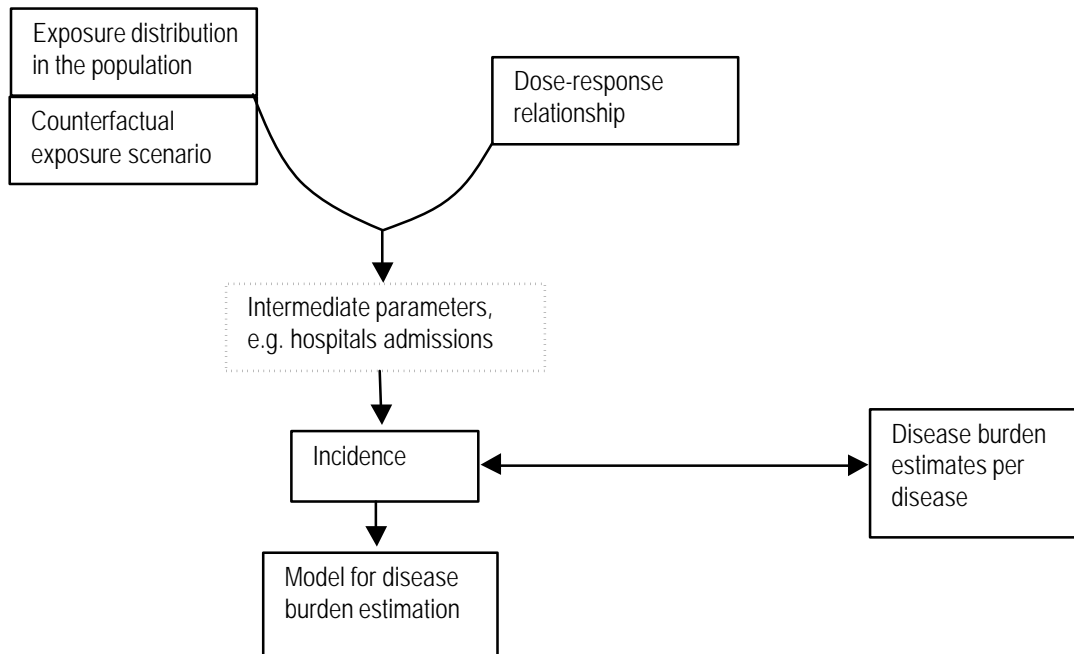 Exposure distribution
in the population
Counterfactual
exposure scenario
Dose-response
relationship
Intermediate parameters,
e.g. hospitals admissions
Incidence
Disease burden
estimates per
disease
Model for disease
burden estimation